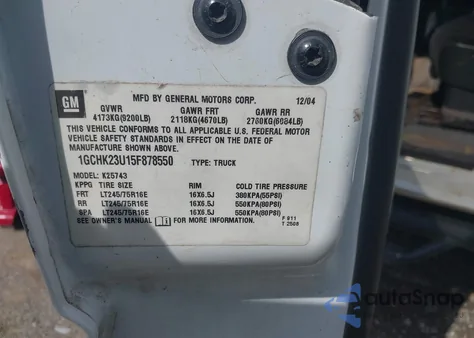 GM
MFD BY GENERAL MOTORS CORP. 12/04
GVWR GAWR FRT GAWR RR
4173KG(9200LB) 2118KG(4670LB) 2760KG(6084LB)
THIS VEHICLE CONFORMS TO ALL APPLICABLE U.S. FEDERAL MOTOR
VEHICLE SAFETY STANDARDS IN EFFECT ON THE DATE OF
MANUFACTURE SHOWN ABOVE.
1GCHK23U15F878550 TYPE: TRUCK
MODEL: K25743
KPPG TIRE SIZE RIM COLD TIRE PRESSURE
FRT LT245/75R16E 16X6.5J 380KPA(55PSI)
RR LT245/75R16E 16X6.5J 550KPA(80PSI)
SPA LT245/75R16E 16X6.5J 550KPA(80PSI)
SEE OWNER'S MANUAL FOR MORE INFORMATION. F 911
T 2508
autoSnap